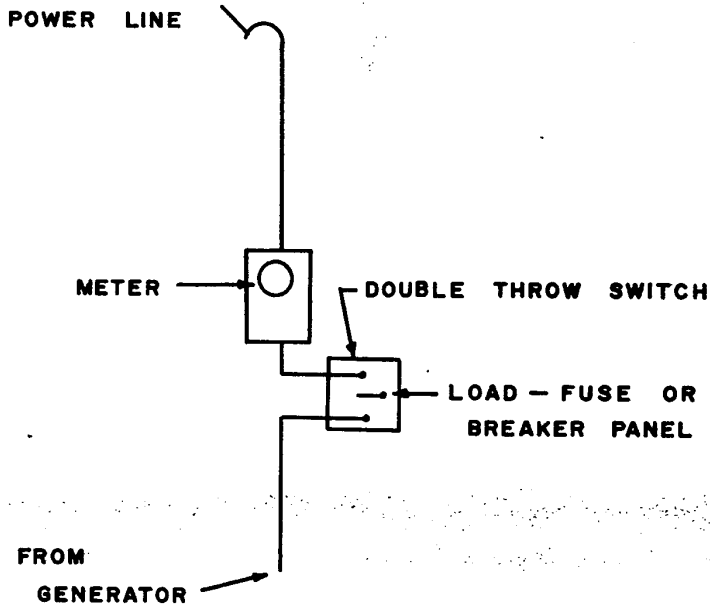 POWER LINE
METER
DOUBLE THROW SWITCH
LOAD — FUSE OR
BREAKER PANEL
FROM
GENERATOR